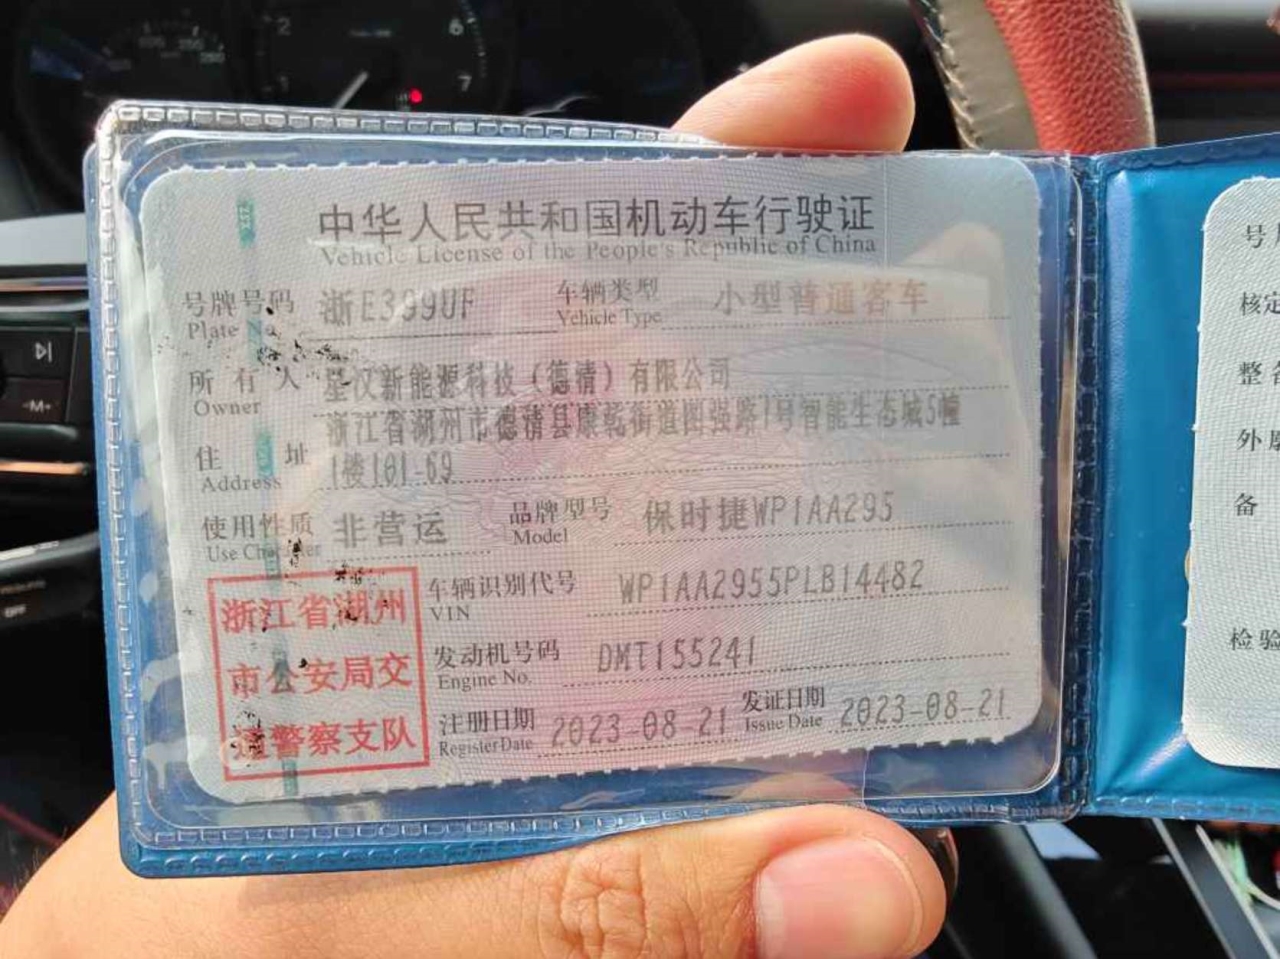 中华人民共和国机动车行驶证
Vehicle License of the People's Republic of China
号牌号码 浙E399UF 车辆类型 小型普通客车
Plate No. Vehicle Type
所有人 星汉新能源科技（德清）有限公司
Owner
浙江省湖州市德清县康乾街道图强路1号智能生态城5幢
住址 1楼101-69
Address
使用性质 非营运 品牌型号 保时捷WP1AA295
Use Character Model
车辆识别代号 WP1AA2955PLB14482
VIN
发动机号码 DMT155241
Engine No.
注册日期 2023-08-21 发证日期 2023-08-21
Register Date Issue Date
浙江省湖州
市公安局交
通警察支队
号
核定
整备
外廓
备
检验
2
6
7
-M-
OFF